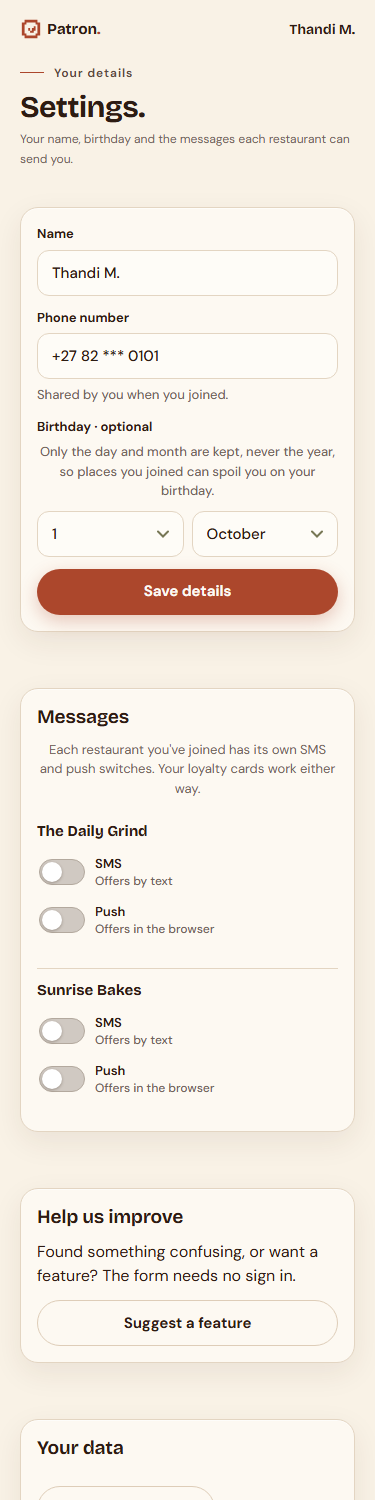 Patron.
Thandi M.
Your details
Settings.
Your name, birthday and the messages each restaurant can
send you.
Name
Thandi M.
Phone number
+27 82 *** 0101
Shared by you when you joined.
Birthday · optional
Only the day and month are kept, never the year,
so places you joined can spoil you on your
birthday.
1
October
Save details
Messages
Each restaurant you've joined has its own SMS
and push switches. Your loyalty cards work either
way.
The Daily Grind
SMS
Offers by text
Push
Offers in the browser
Sunrise Bakes
SMS
Offers by text
Push
Offers in the browser
Help us improve
Found something confusing, or want a
feature? The form needs no sign in.
Suggest a feature
Your data